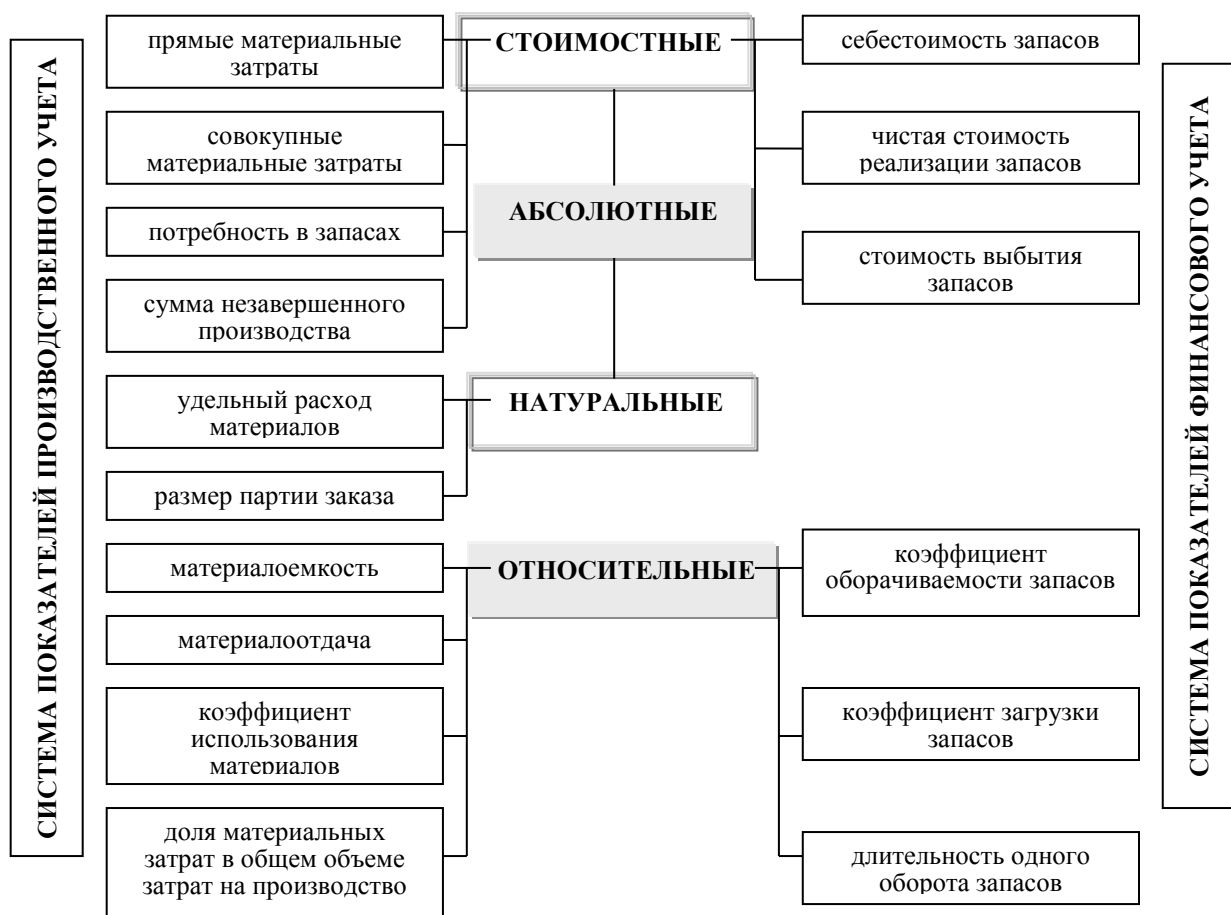 СИСТЕМА ПОКАЗАТЕЛЕЙ ПРОИЗВОДСТВЕННОГО УЧЕТА
прямые материальные
затраты
совокупные
материальные затраты
потребность в запасах
сумма незавершенного
производства
удельный расход
материалов
размер партии заказа
материалоемкость
материалоотдача
коэффициент
использования
материалов
доля материальных
затрат в общем объеме
затрат на производство
СТОИМОСТНЫЕ
АБСОЛЮТНЫЕ
НАТУРАЛЬНЫЕ
ОТНОСИТЕЛЬНЫЕ
себестоимость запасов
чистая стоимость
реализации запасов
стоимость выбытия
запасов
коэффициент
оборачиваемости запасов
коэффициент загрузки
запасов
длительность одного
оборота запасов
СИСТЕМА ПОКАЗАТЕЛЕЙ ФИНАНСОВОГО УЧЕТА